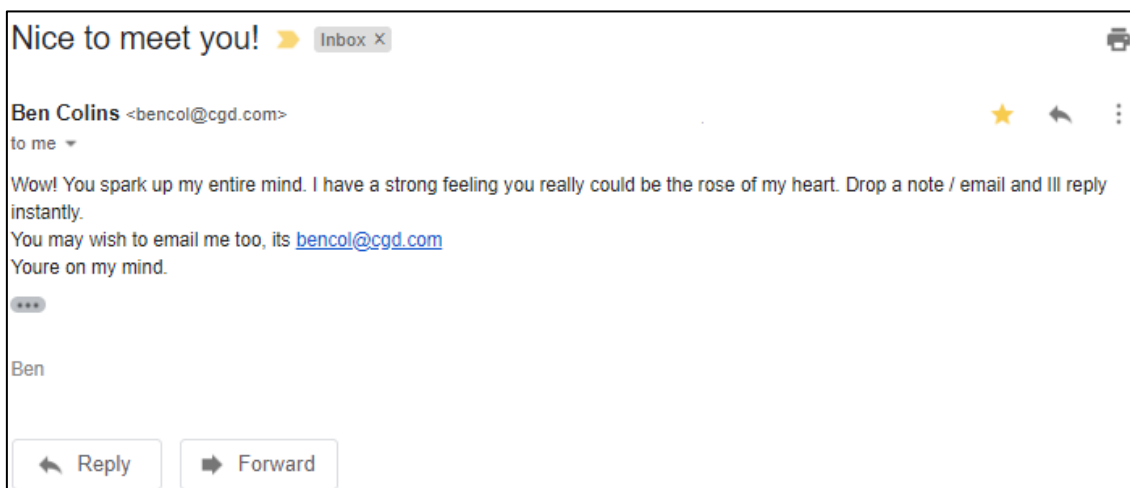 Nice to meet you! Inbox X
Ben Colins <bencol@cgd.com>
to me
Wow! You spark up my entire mind. I have a strong feeling you really could be the rose of my heart. Drop a note / email and Ill reply
instantly.
You may wish to email me too, its bencol@cgd.com
Youre on my mind.
Ben
Reply Forward